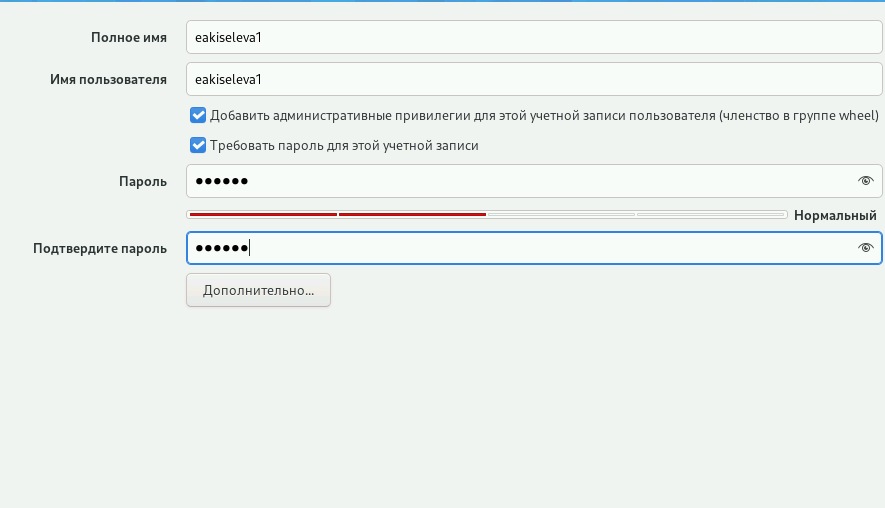 Полное имя eakiseleva1
Имя пользователя eakiseleva1
Добавить административные привилегии для этой учетной записи пользователя (членство в группе wheel)
Требовать пароль для этой учетной записи
Пароль ●●●●●●
Нормальный
Подтвердите пароль ●●●●●●
Дополнительно...